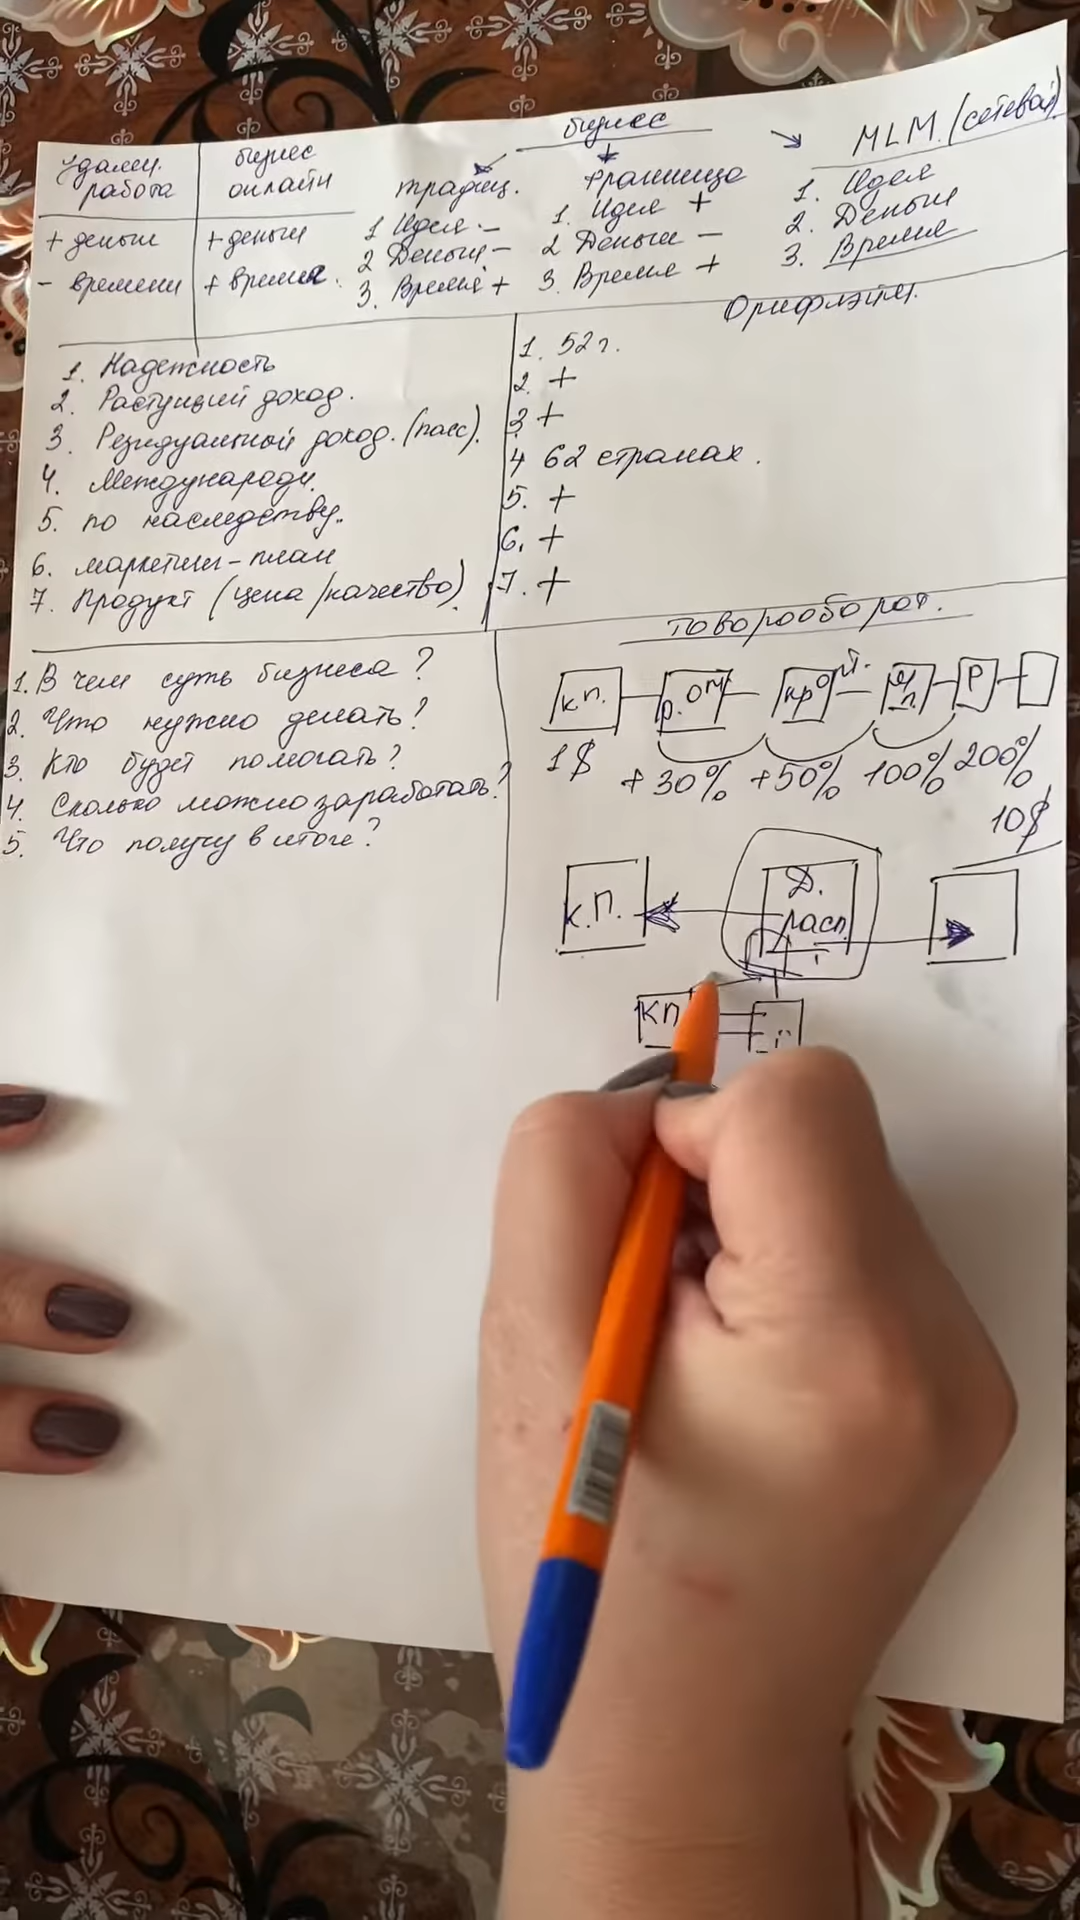 бизнес
MLM. (сетевой)
Удален. работа
бизнес онлайн
традиц.
Франшиза
+ деньги
- времени
+ деньги
+ время.
1 Идея -
2 Деньги -
3. Время +
1. Идея +
2 Деньги -
3. Время +
1. Идея
2. Деньги
3. Время
Орифлэйм.
1. Надежность
2. Растущий доход.
3. Резидуальный доход. (пасс).
4. Международн.
5. по наследству..
6. маркетинг-план
7. Продукт (цена/качество).
1. 52 г.
2. +
3 +
4 62 странах.
5. +
6. +
7. +
1. В чем суть бизнеса?
2. Что нужно делать?
3. Кто будет помогать?
4. Сколько можно заработать?
5. Что получу в итоге?
товарооборот.
к.п.
р. ом
кр от.
Р
1$
+ 30%
+50%
100%
200%
10$
к.п.
Д. расп.
кп